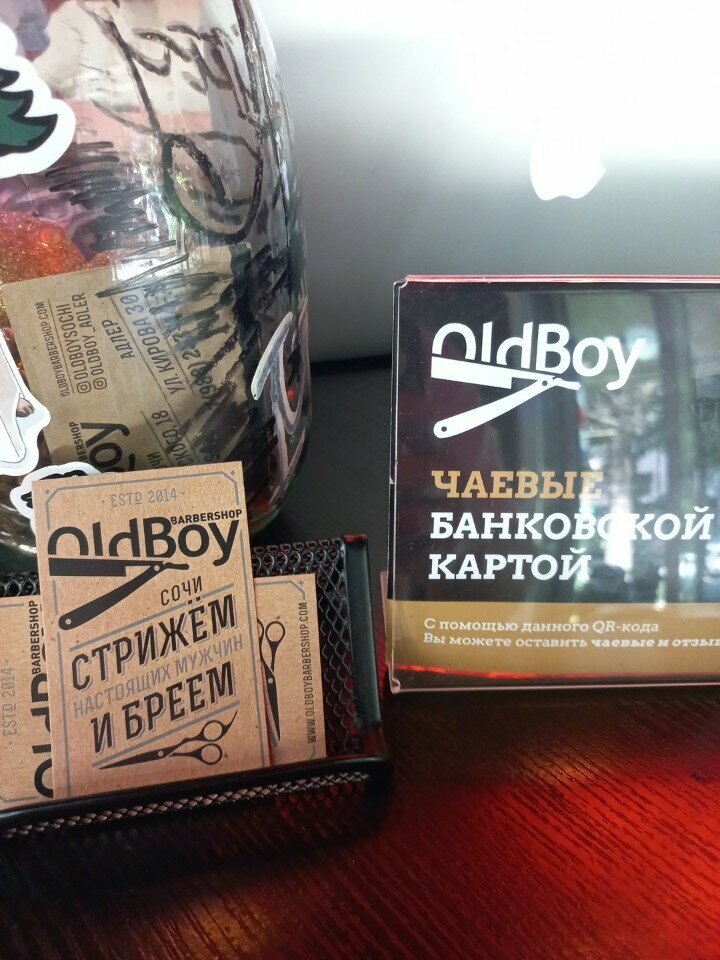 OLDBOYBARBERSHOP.COM
@OLDBOYSOCHI
@OLDBOY_ADLER
АДЛЕР
УЛ КИРОВА 30
· ESTD 2014 ·
OldBoy
BARBERSHOP
СОЧИ
СТРИЖЁМ
НАСТОЯЩИХ МУЖЧИН
И БРЕЕМ
ESTD 2014 ·
BARBERSHOP
WWW.OLDBOYBARBERSHOP.COM
OldBoy
ЧАЕВЫЕ
БАНКОВСКОЙ
КАРТОЙ
С помощью данного QR-кода
Вы можете оставить чаевые и отзыв